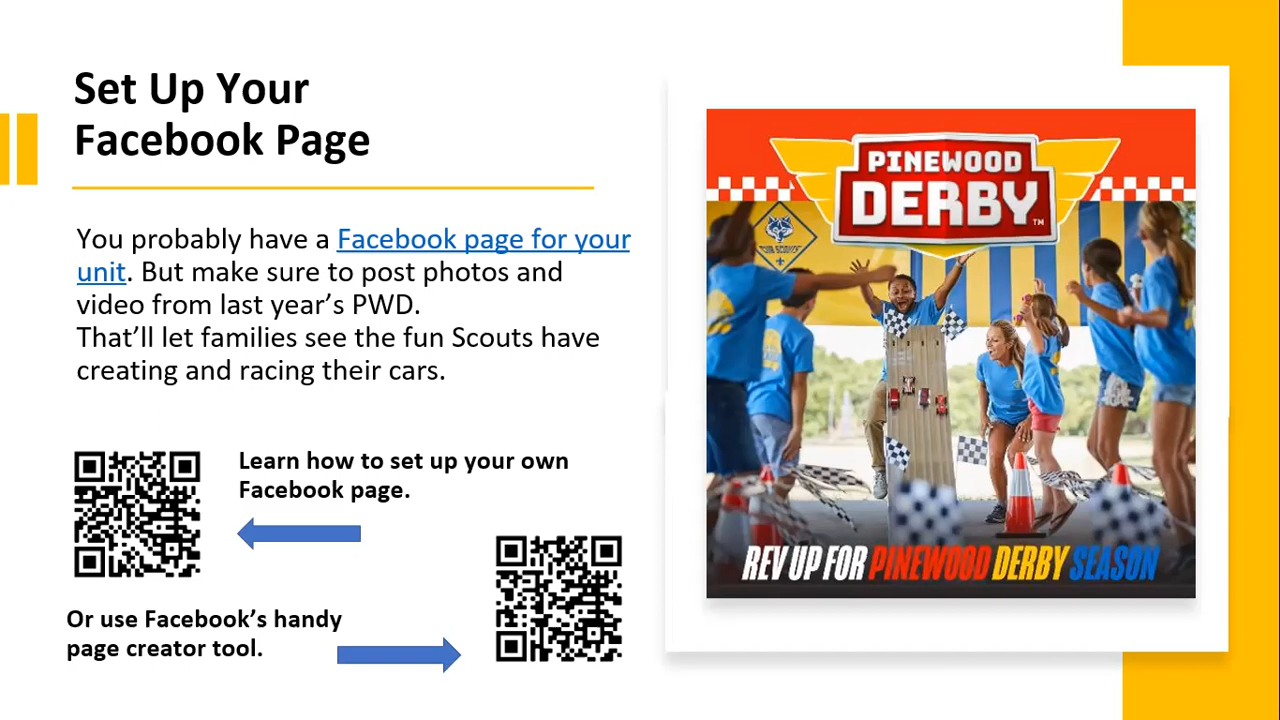 Set Up Your
Facebook Page
You probably have a Facebook page for your
unit. But make sure to post photos and
video from last year’s PWD.
That’ll let families see the fun Scouts have
creating and racing their cars.
Learn how to set up your own
Facebook page.
Or use Facebook’s handy
page creator tool.
PINEWOOD
DERBY™
CUB SCOUTS
REV UP FOR PINEWOOD DERBY SEASON